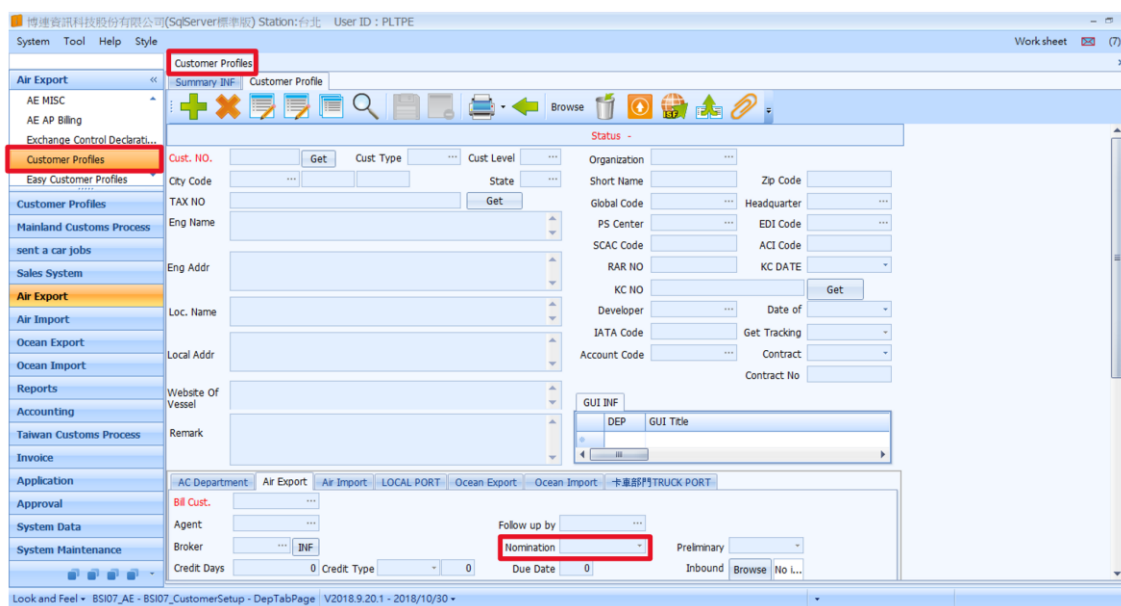 博連資訊科技股份有限公司(SqlServer標準版) Station:台北 User ID : PLTPE
System Tool Help Style
Work sheet (7)
Customer Profiles
Air Export
Summary INF Customer Profile
AE MISC
AE AP Billing
Exchange Control Declarati...
Customer Profiles
Easy Customer Profiles
Browse
ISF
Status -
Cust. NO. Get Cust Type ... Cust Level ... Organization ...
City Code ... State ... Short Name Zip Code
TAX NO Get Global Code ... Headquarter ...
Eng Name PS Center ... EDI Code ...
SCAC Code ACI Code
Eng Addr RAR NO KC DATE
KC NO Get
Loc. Name Developer ... Date of
IATA Code Get Tracking
Local Addr Account Code ... Contract
Contract No
Website Of
Vessel
GUI INF
DEP GUI Title
Remark
Customer Profiles
Mainland Customs Process
sent a car jobs
Sales System
Air Export
Air Import
Ocean Export
Ocean Import
Reports
Accounting
Taiwan Customs Process
Invoice
Application
Approval
System Data
System Maintenance
AC Department Air Export Air Import LOCAL PORT Ocean Export Ocean Import 卡車部門TRUCK PORT
Bill Cust. ...
Agent ... Follow up by ...
Broker ... INF Nomination Preliminary
Credit Days 0 Credit Type 0 Due Date 0 Inbound Browse No i...
Look and Feel BSI07_AE - BSI07_CustomerSetup - DepTabPage V2018.9.20.1 - 2018/10/30